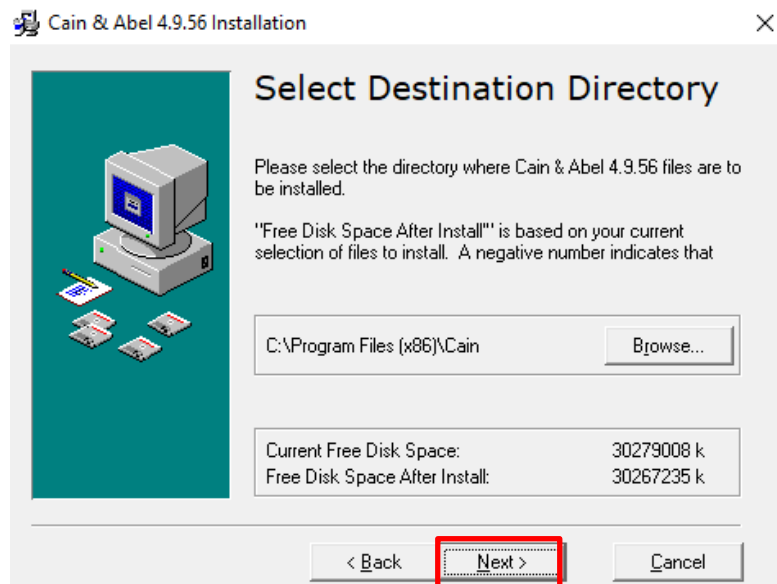 Cain & Abel 4.9.56 Installation
Select Destination Directory
Please select the directory where Cain & Abel 4.9.56 files are to
be installed.
"Free Disk Space After Install"' is based on your current
selection of files to install. A negative number indicates that
C:\Program Files (x86)\Cain
Browse...
Current Free Disk Space: 30279008 k
Free Disk Space After Install: 30267235 k
< Back
Next >
Cancel